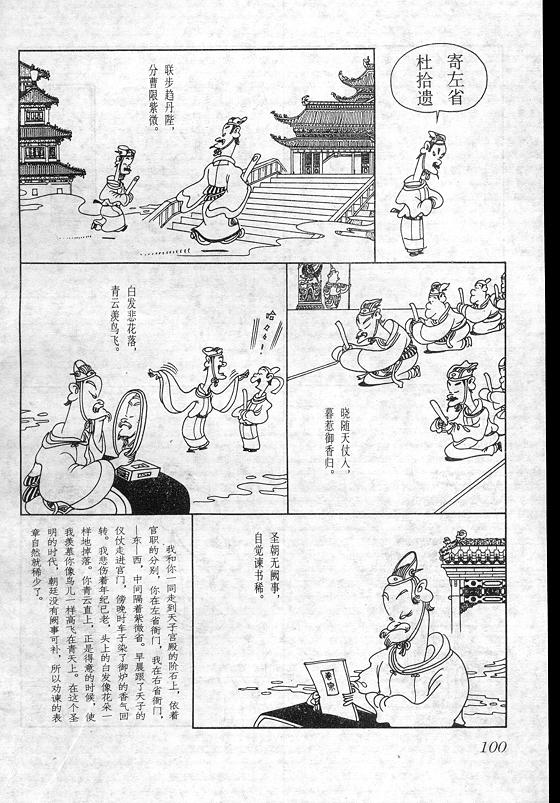 寄左省
杜拾遗
联步趋丹陛，
分曹限紫微。
晓随天仗人，
暮惹御香归。
白发悲花落，
青云羡鸟飞。
哈哈！
圣朝无阙事，
自觉谏书稀。
我和你一同走到天子宫殿的阶石上，依着
官职的分别，你在左省衙门，我在右省衙门，
一东一西，中间隔着紫微省。早晨跟了天子的
仪仗走进宫门，傍晚时车子染了御炉的香气回
转。我悲伤着年纪已老，头上的白发像花朵一
样地掉落。你青云直上，正是得意的时候，使
我羡慕你像鸟儿一样高飞在青天上。在这个圣
明的时代，朝廷没有阙事可补，所以劝谏的表
章自然就稀少了。
100